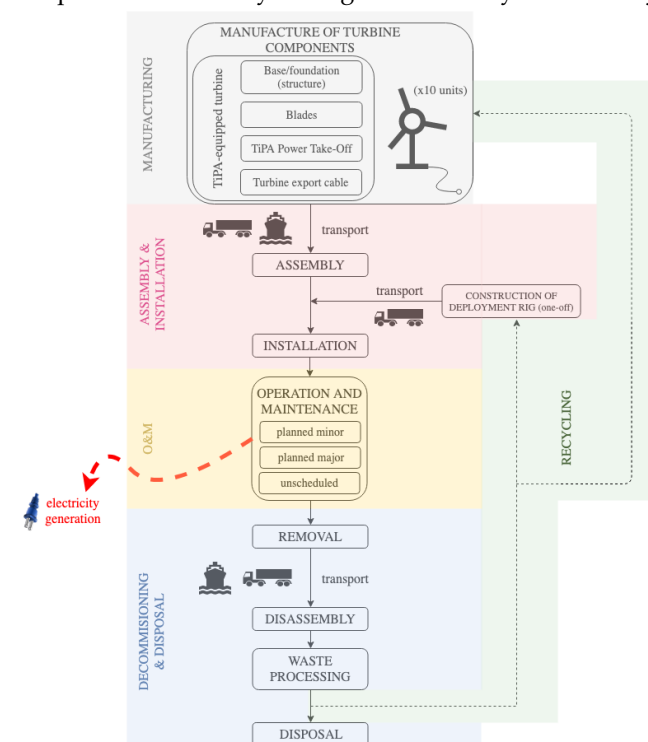 MANUFACTURING
MANUFACTURE OF TURBINE
COMPONENTS
TiPA-equipped turbine
Base/foundation
(structure)
Blades
TiPA Power Take-Off
Turbine export cable
(x10 units)
ASSEMBLY &
INSTALLATION
transport
ASSEMBLY
transport
CONSTRUCTION OF
DEPLOYMENT RIG (one-off)
INSTALLATION
O&M
OPERATION AND
MAINTENANCE
planned minor
planned major
unscheduled
RECYCLING
electricity
generation
DECOMMISIONING
& DISPOSAL
REMOVAL
transport
DISASSEMBLY
WASTE
PROCESSING
DISPOSAL